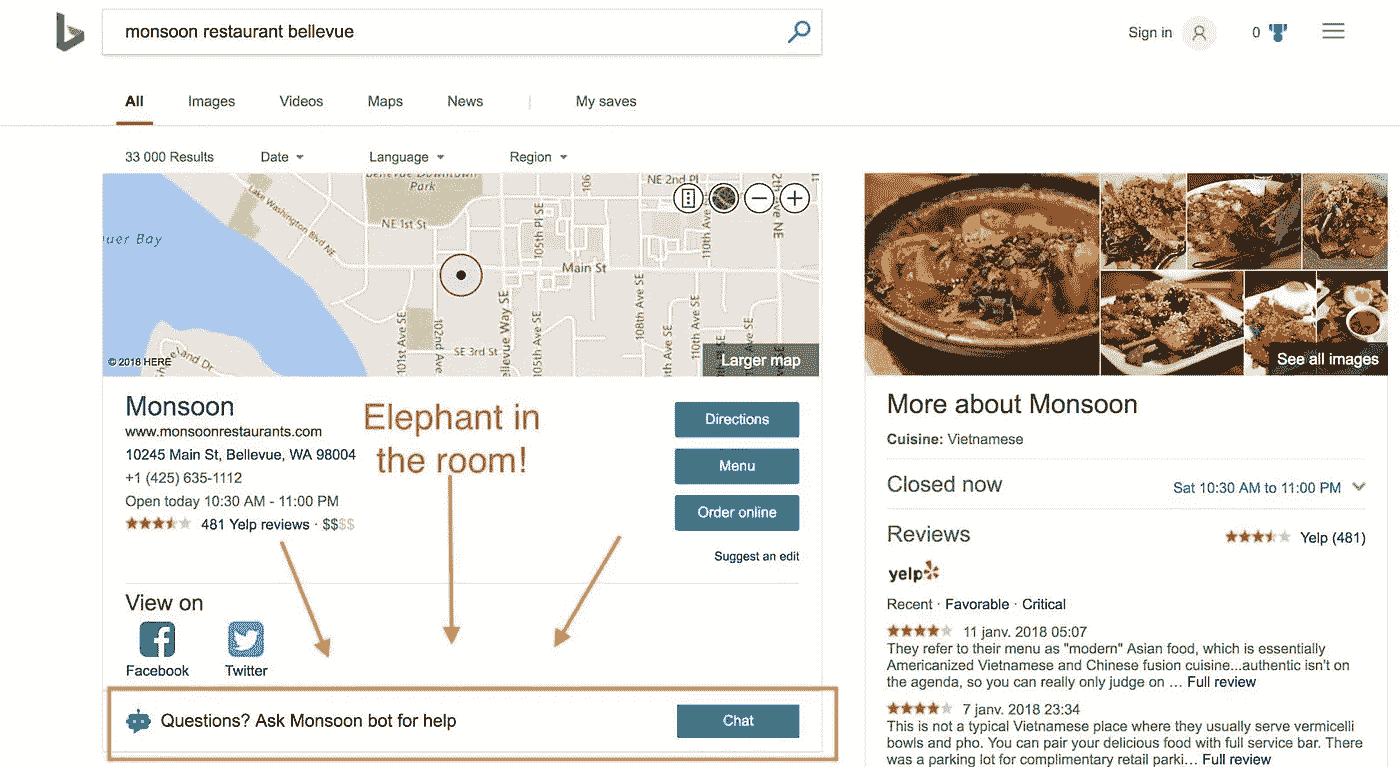 monsoon restaurant bellevue
Sign in
0
All
Images
Videos
Maps
News
My saves
33 000 Results
Date
Language
Region
Bellevue Downtown
Park
NE 2nd Pl
Lake Washington Blvd NE
NE 1st St
uer Bay
105th Pl SE
110th Ave
Main St
101st Ave SE
102nd Ave
Bellevue Way SE
105th Ave SE
108th Ave SE
SE 3rd St
110th Ave
Land Dr
© 2018 HERE
Larger map
Monsoon
www.monsoonrestaurants.com
10245 Main St, Bellevue, WA 98004
+1 (425) 635-1112
Open today 10:30 AM - 11:00 PM
481 Yelp reviews · $$$$
Elephant in
the room!
Directions
Menu
Order online
Suggest an edit
View on
Facebook
Twitter
Questions? Ask Monsoon bot for help
Chat
See all images
More about Monsoon
Cuisine: Vietnamese
Closed now
Sat 10:30 AM to 11:00 PM
Reviews
Yelp (481)
yelp
Recent · Favorable · Critical
11 janv. 2018 05:07
They refer to their menu as "modern" Asian food, which is essentially
Americanized Vietnamese and Chinese fusion cuisine...authentic isn't on
the agenda, so you can really only judge on ... Full review
7 janv. 2018 23:34
This is not a typical Vietnamese place where they usually serve vermicelli
bowls and pho. You can pair your delicious food with full service bar. There
was a parking lot for complimentary retail parki... Full review